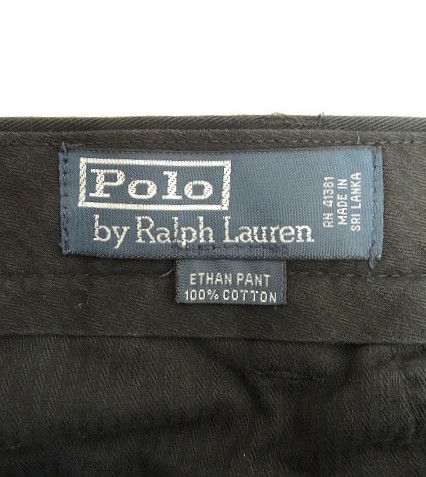 Polo
by Ralph Lauren
RN 41381
MADE IN
SRI LANKA
ETHAN PANT
100% COTTON